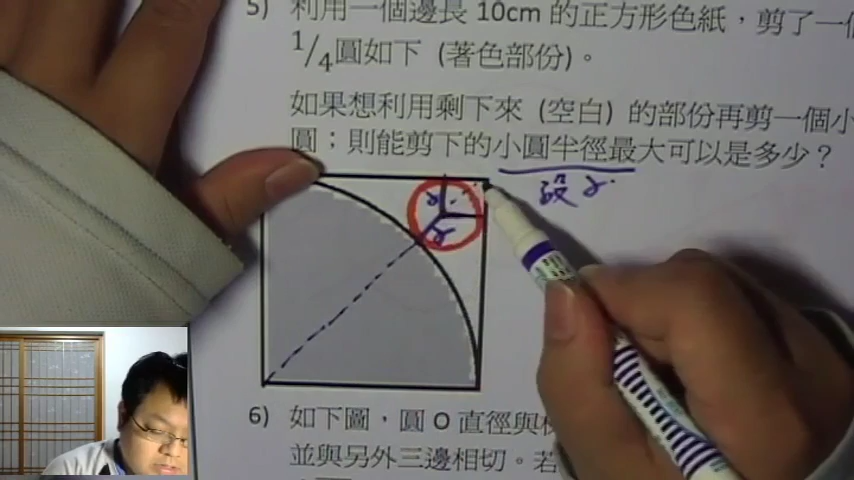 5) 利用一個邊長 10cm 的正方形色紙，剪了一個
1/4圓如下 (著色部份)。
如果想利用剩下來 (空白) 的部份再剪一個小
圓；則能剪下的小圓半徑最大可以是多少？
設 r
r
r
6) 如下圖，圓 O 直徑與
並與另外三邊相切。若